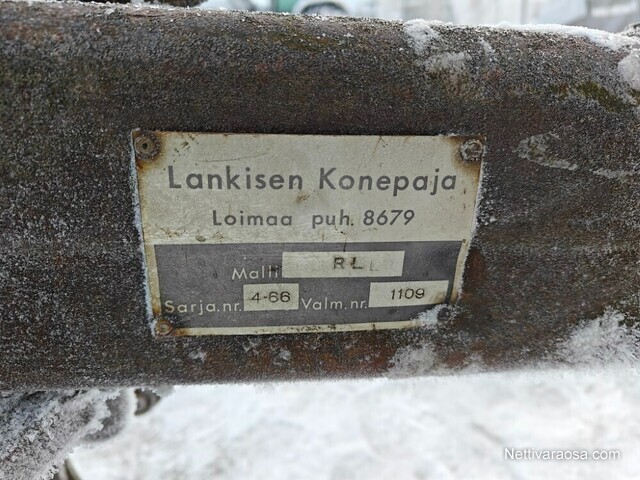 Lankisen Konepaja
Loimaa puh. 8679
Malli RL
Sarja.nr. 4-66 Valm.nr. 1109
Nettivaraosa.com